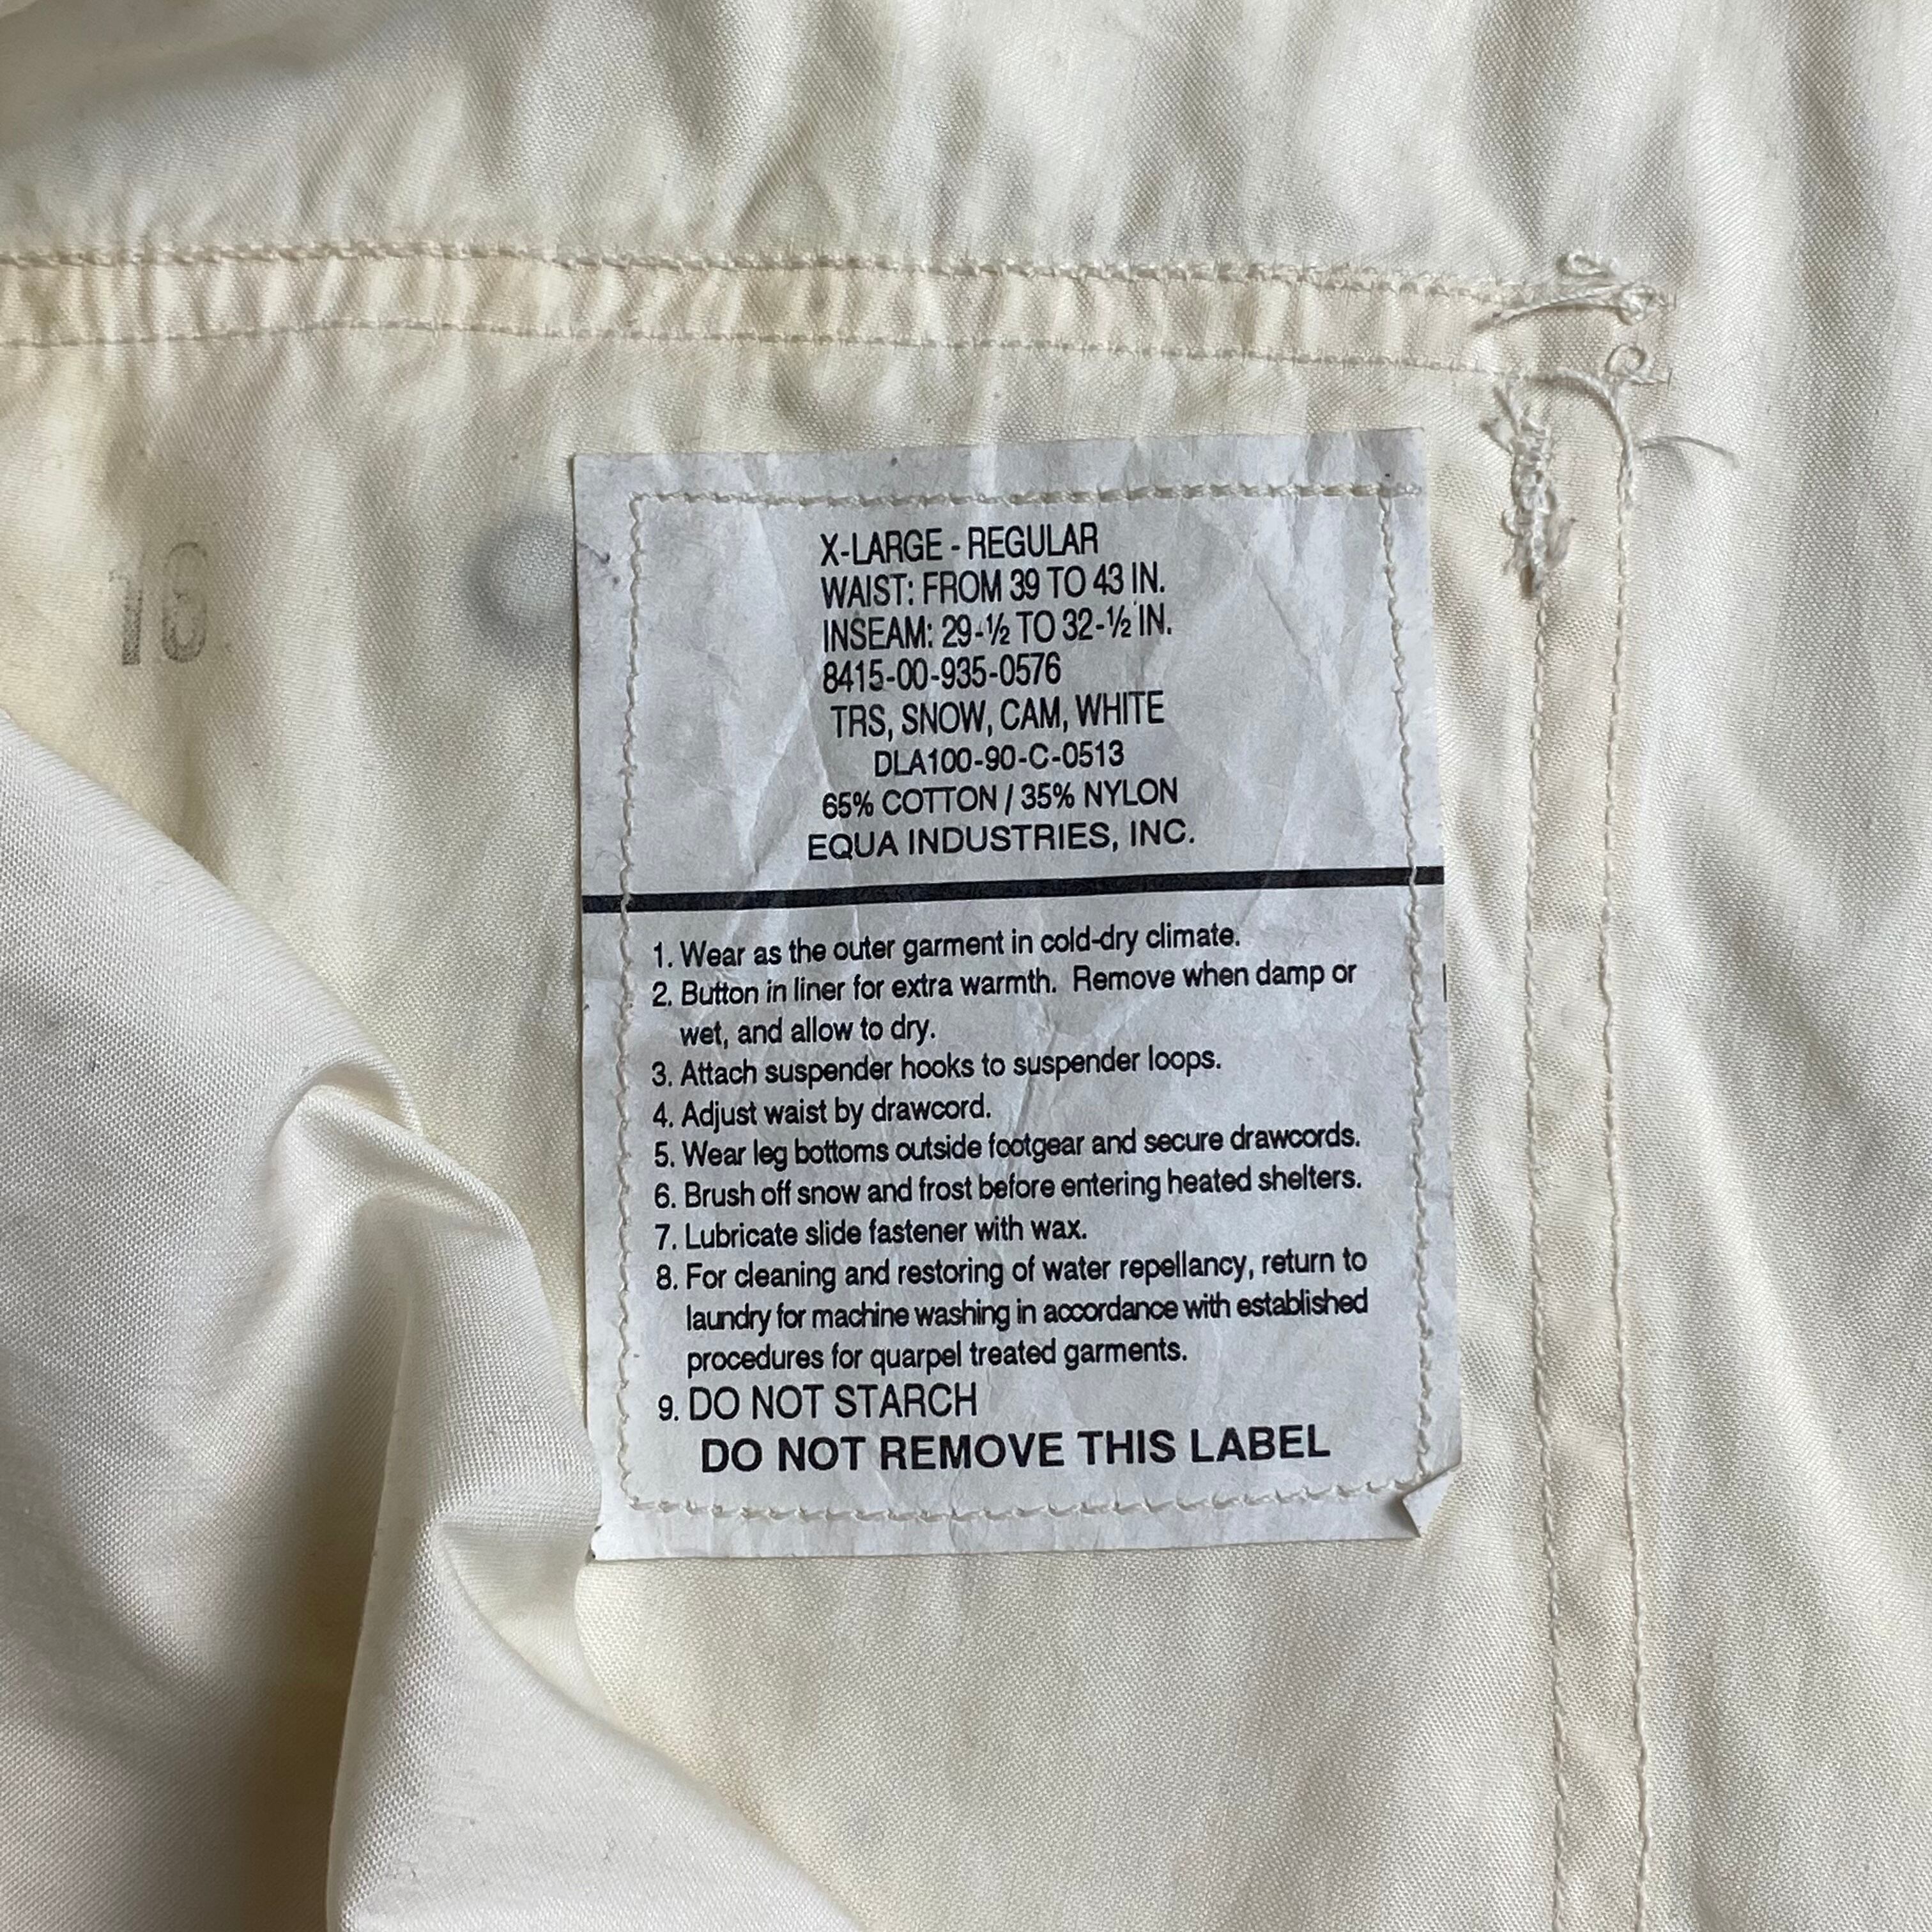 X-LARGE - REGULAR
WAIST: FROM 39 TO 43 IN.
INSEAM: 29-½ TO 32-½ IN.
8415-00-935-0576
TRS, SNOW, CAM, WHITE
DLA100-90-C-0513
65% COTTON / 35% NYLON
EQUA INDUSTRIES, INC.
16
1. Wear as the outer garment in cold-dry climate.
2. Button in liner for extra warmth. Remove when damp or
wet, and allow to dry.
3. Attach suspender hooks to suspender loops.
4. Adjust waist by drawcord.
5. Wear leg bottoms outside footgear and secure drawcords.
6. Brush off snow and frost before entering heated shelters.
7. Lubricate slide fastener with wax.
8. For cleaning and restoring of water repellancy, return to
laundry for machine washing in accordance with established
procedures for quarpel treated garments.
9. DO NOT STARCH
DO NOT REMOVE THIS LABEL